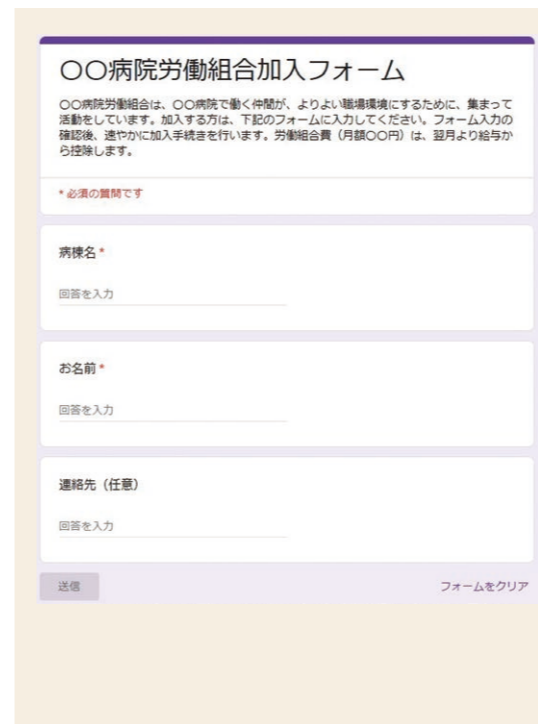 〇〇病院労働組合加入フォーム
〇〇病院労働組合は、〇〇病院で働く仲間が、よりよい職場環境にするために、集まって
活動をしています。加入する方は、下記のフォームに入力してください。フォーム入力の
確認後、速やかに加入手続きを行います。労働組合費（月額〇〇円）は、翌月より給与か
ら控除します。
* 必須の質問です
病棟名 *
回答を入力
お名前 *
回答を入力
連絡先（任意）
回答を入力
送信 フォームをクリア